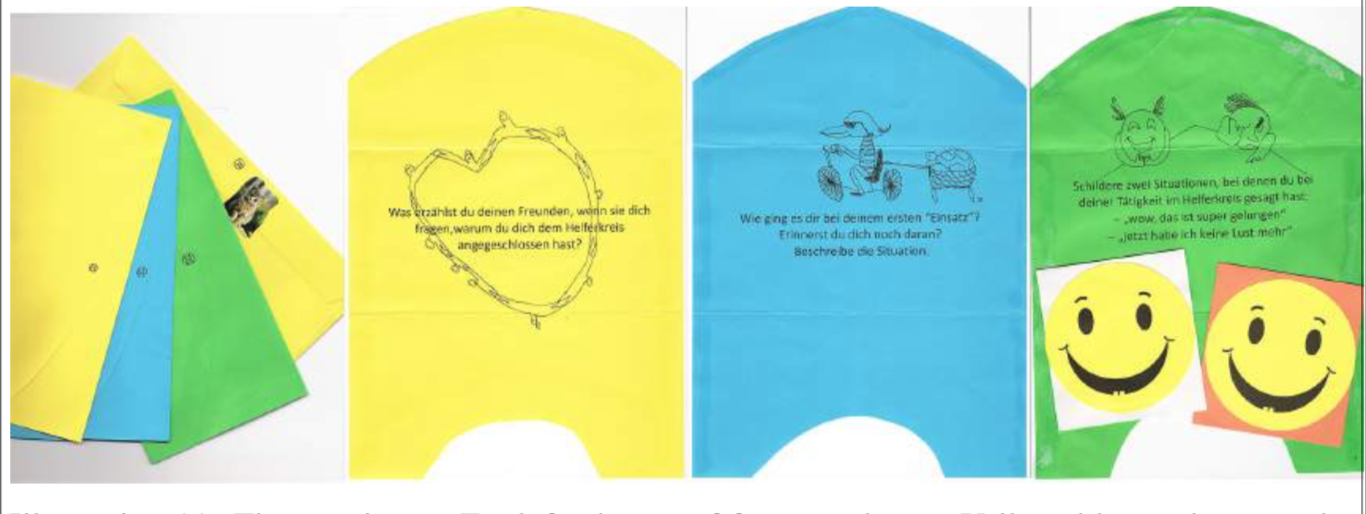 Was erzählst du deinen Freunden, wenn sie dich
fragen,warum du dich dem Helferkreis
angegeschlossen hast?
Wie ging es dir bei deinem ersten "Einsatz"?
Erinnerst du dich noch daran?
Beschreibe die Situation.
Schildere zwei Situationen, bei denen du bei
deiner Tätigkeit im Helferkreis gesagt hast:
– „wow, das ist super gelungen“
– „jetzt habe ich keine Lust mehr“